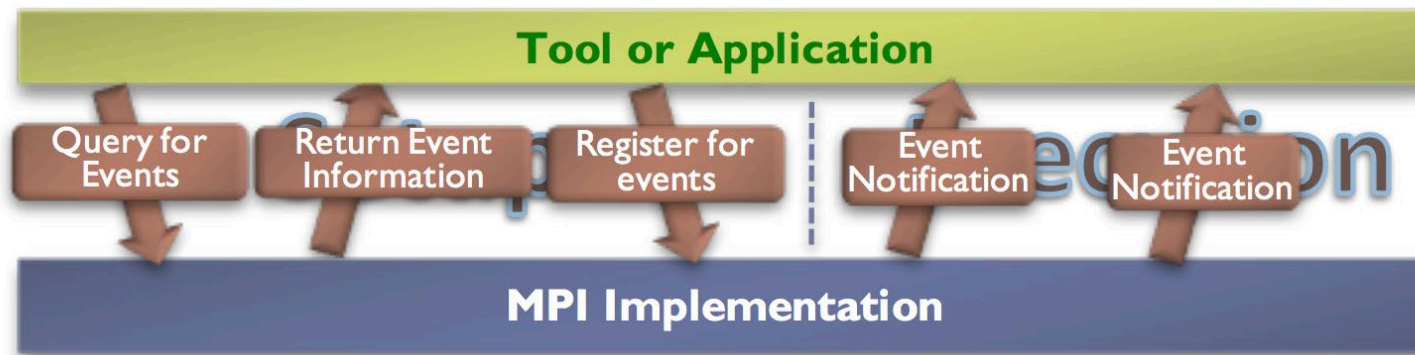 Tool or Application
Query for
Events
Return Event
Information
Register for
events
Event
Notification
Event
Notification
MPI Implementation